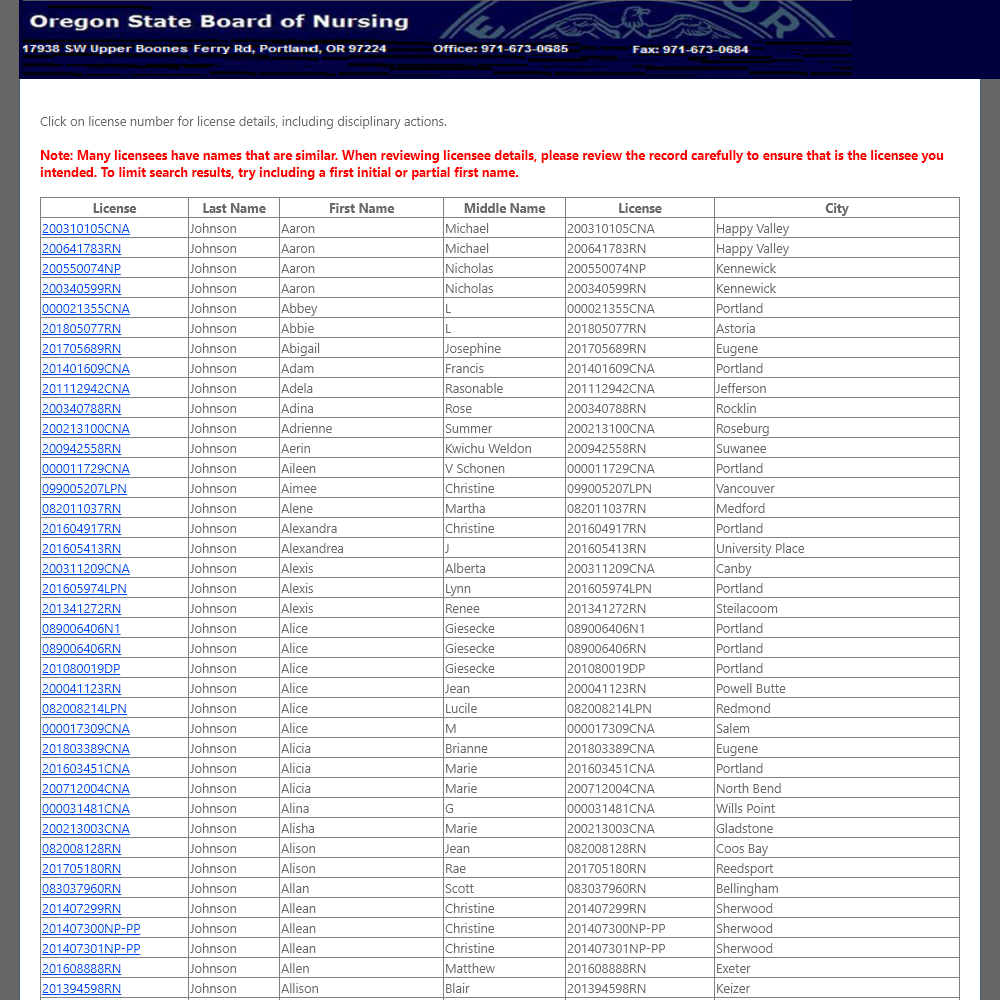 Oregon State Board of Nursing
17938 SW Upper Boones Ferry Rd, Portland, OR 97224 Office: 971-673-0685 Fax: 971-673-0684
Click on license number for license details, including disciplinary actions.
Note: Many licensees have names that are similar. When reviewing licensee details, please review the record carefully to ensure that is the licensee you
intended. To limit search results, try including a first initial or partial first name.
License Last Name First Name Middle Name License City
200310105CNA Johnson Aaron Michael 200310105CNA Happy Valley
200641783RN Johnson Aaron Michael 200641783RN Happy Valley
200550074NP Johnson Aaron Nicholas 200550074NP Kennewick
200340599RN Johnson Aaron Nicholas 200340599RN Kennewick
000021355CNA Johnson Abbey L 000021355CNA Portland
201805077RN Johnson Abbie L 201805077RN Astoria
201705689RN Johnson Abigail Josephine 201705689RN Eugene
201401609CNA Johnson Adam Francis 201401609CNA Portland
201112942CNA Johnson Adela Rasonable 201112942CNA Jefferson
200340788RN Johnson Adina Rose 200340788RN Rocklin
200213100CNA Johnson Adrienne Summer 200213100CNA Roseburg
200942558RN Johnson Aerin Kwichu Weldon 200942558RN Suwanee
000011729CNA Johnson Aileen V Schonen 000011729CNA Portland
099005207LPN Johnson Aimee Christine 099005207LPN Vancouver
082011037RN Johnson Alene Martha 082011037RN Medford
201604917RN Johnson Alexandra Christine 201604917RN Portland
201605413RN Johnson Alexandrea J 201605413RN University Place
200311209CNA Johnson Alexis Alberta 200311209CNA Canby
201605974LPN Johnson Alexis Lynn 201605974LPN Portland
201341272RN Johnson Alexis Renee 201341272RN Steilacoom
089006406N1 Johnson Alice Giesecke 089006406N1 Portland
089006406RN Johnson Alice Giesecke 089006406RN Portland
201080019DP Johnson Alice Giesecke 201080019DP Portland
200041123RN Johnson Alice Jean 200041123RN Powell Butte
082008214LPN Johnson Alice Lucile 082008214LPN Redmond
000017309CNA Johnson Alice M 000017309CNA Salem
201803389CNA Johnson Alicia Brianne 201803389CNA Eugene
201603451CNA Johnson Alicia Marie 201603451CNA Portland
200712004CNA Johnson Alicia Marie 200712004CNA North Bend
000031481CNA Johnson Alina G 000031481CNA Wills Point
200213003CNA Johnson Alisha Marie 200213003CNA Gladstone
082008128RN Johnson Alison Jean 082008128RN Coos Bay
201705180RN Johnson Alison Rae 201705180RN Reedsport
083037960RN Johnson Allan Scott 083037960RN Bellingham
201407299RN Johnson Allean Christine 201407299RN Sherwood
201407300NP-PP Johnson Allean Christine 201407300NP-PP Sherwood
201407301NP-PP Johnson Allean Christine 201407301NP-PP Sherwood
201608888RN Johnson Allen Matthew 201608888RN Exeter
201394598RN Johnson Allison Blair 201394598RN Keizer